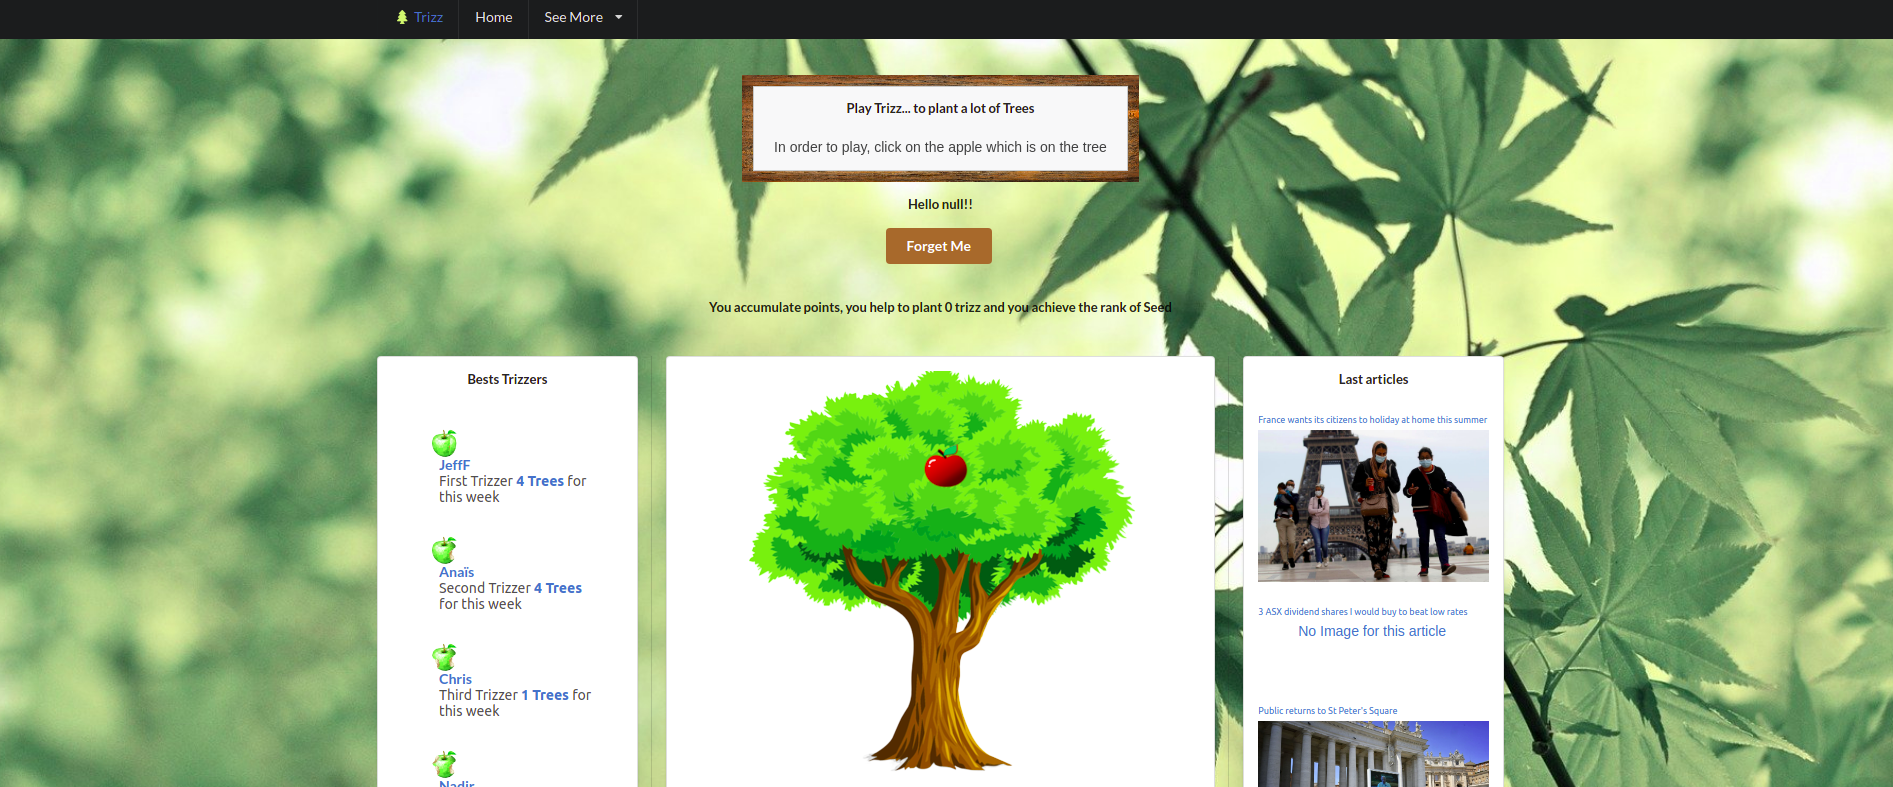 Trizz
Home
See More
Play Trizz... to plant a lot of Trees
In order to play, click on the apple which is on the tree
Hello null!!
Forget Me
You accumulate points, you help to plant 0 trizz and you achieve the rank of Seed
Bests Trizzers
JeffF
First Trizzer 4 Trees for
this week
Anaïs
Second Trizzer 4 Trees
for this week
Chris
Third Trizzer 1 Trees for
this week
Nadir
Last articles
France wants its citizens to holiday at home this summer
3 ASX dividend shares I would buy to beat low rates
No Image for this article
Public returns to St Peter's Square